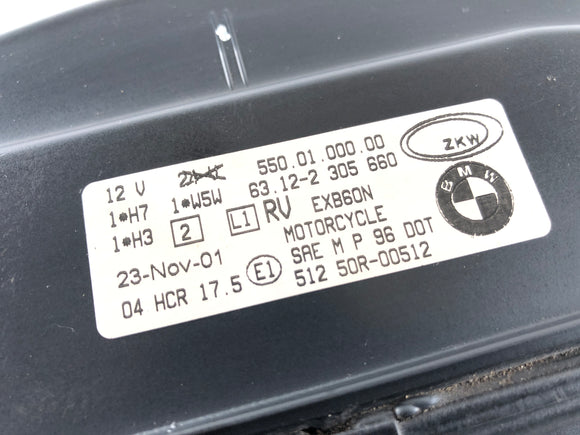 12 V 550.01.000.00 ZKW
1*H7 1*W5W 63.12-2 305 660
1*H3 2 L1 RV EXB60N BMW
MOTORCYCLE
23-Nov-01 SAE M P 96 DOT
04 HCR 17.5 E1 512 50R-00512